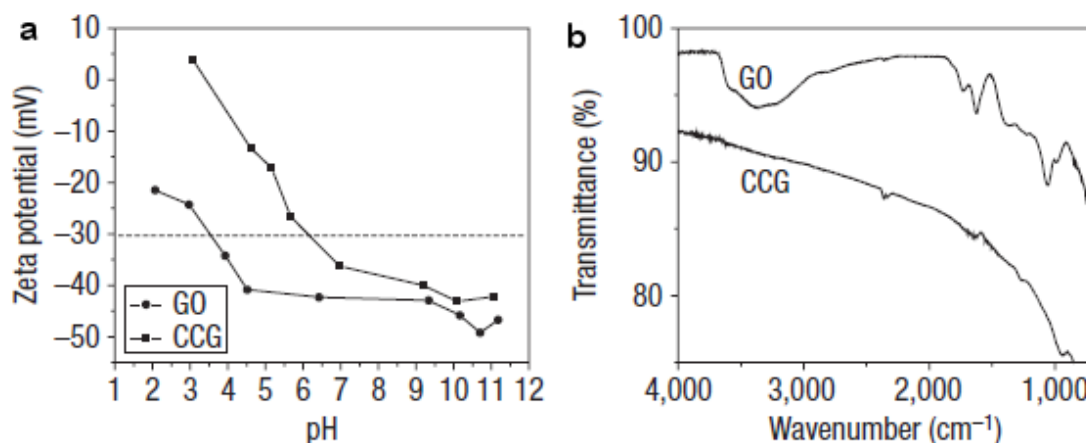 a
Zeta potential (mV)
10
0
–10
–20
–30
–40
–50
GO
CCG
1 2 3 4 5 6 7 8 9 10 11 12
pH
b
Transmittance (%)
100
90
80
GO
CCG
4,000 3,000 2,000 1,000
Wavenumber (cm⁻¹)